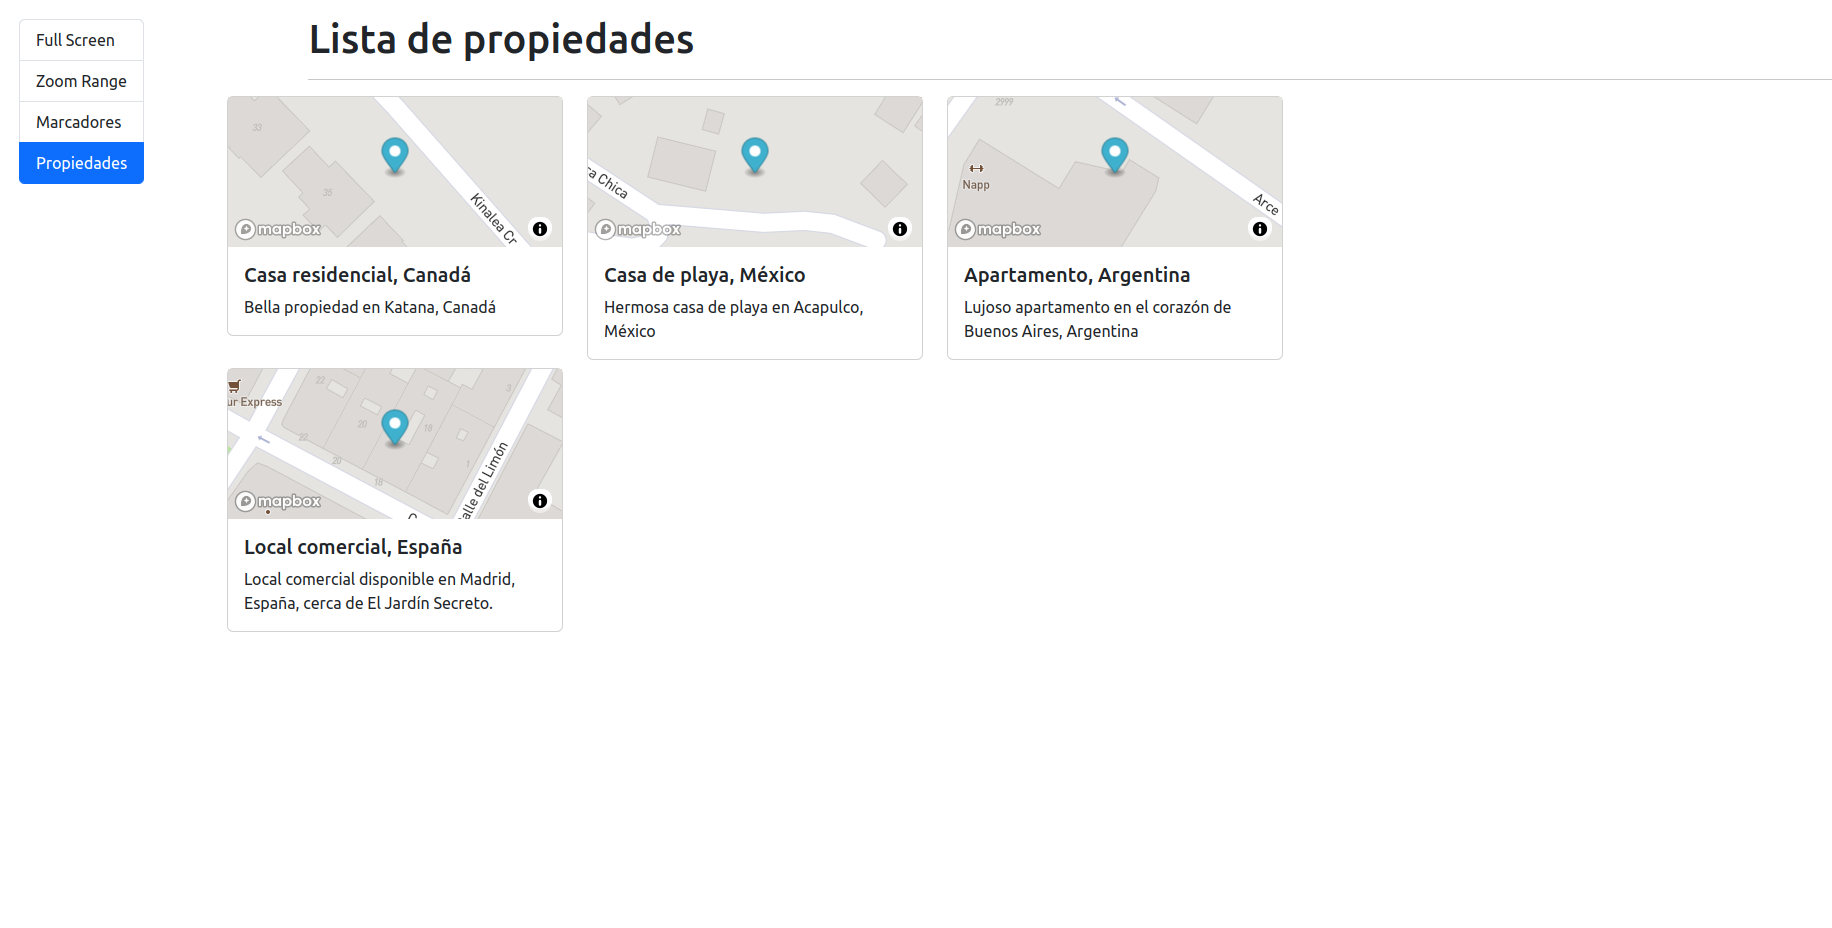 Full Screen
Zoom Range
Marcadores
Propiedades
Lista de propiedades
33
35
Kinalea Cr
mapbox
Casa residencial, Canadá
Bella propiedad en Katana, Canadá
ra Chica
mapbox
Casa de playa, México
Hermosa casa de playa en Acapulco,
México
2999
Napp
Arce
mapbox
Apartamento, Argentina
Lujoso apartamento en el corazón de
Buenos Aires, Argentina
ur Express
22
3
20
18
22
20
1
18
alle del Limón
C
mapbox
Local comercial, España
Local comercial disponible en Madrid,
España, cerca de El Jardín Secreto.